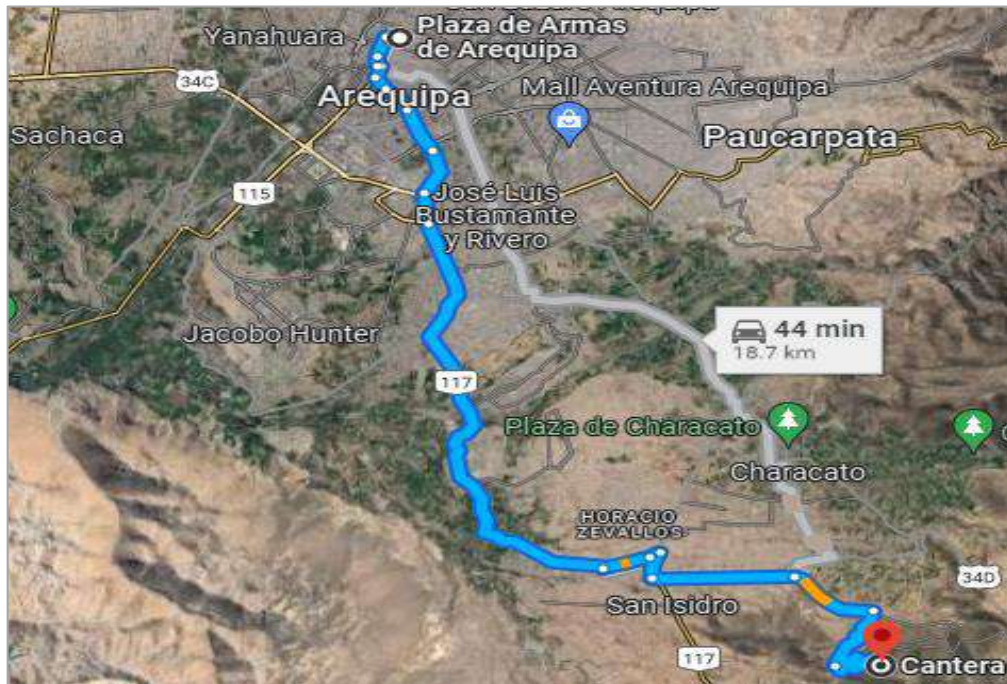 Yanahuara
Plaza de Armas
de Arequipa
34C
Arequipa
Mall Aventura Arequipa
Sachaca
Paucarpata
115
José Luis
Bustamante
y Rivero
Jacobo Hunter
44 min
18.7 km
117
Plaza de Characato
Characato
HORACIO
ZEVALLOS
34D
San Isidro
117
Cantera